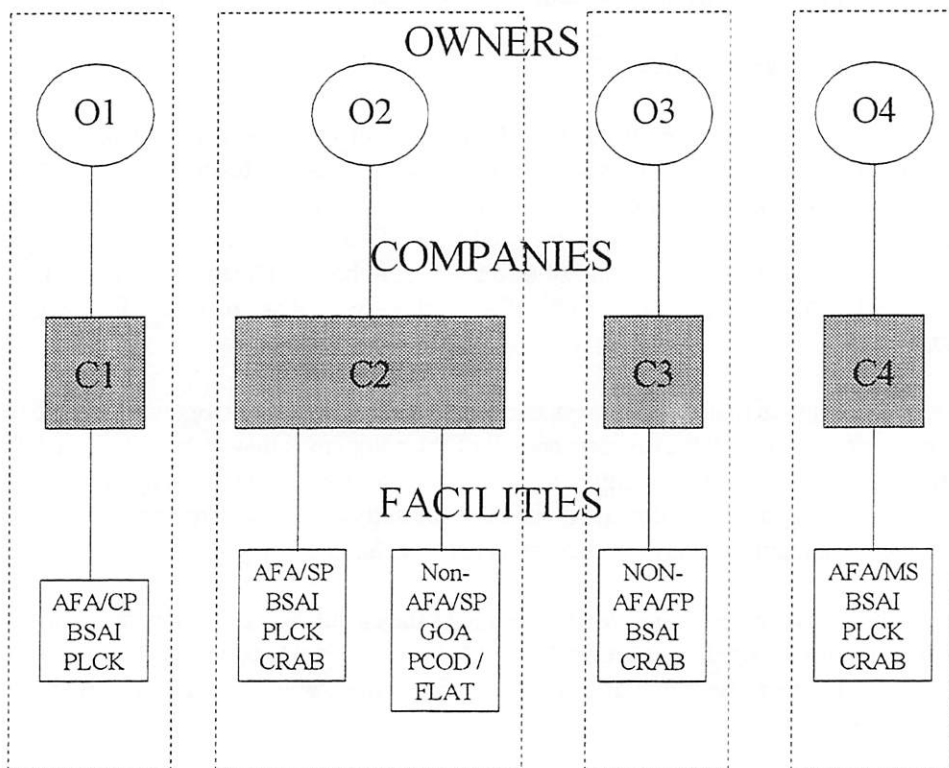 OWNERS
O1
O2
O3
O4
COMPANIES
C1
C2
C3
C4
FACILITIES
AFA/CP
BSAI
PLCK
AFA/SP
BSAI
PLCK
CRAB
Non-
AFA/SP
GOA
PCOD /
FLAT
NON-
AFA/FP
BSAI
CRAB
AFA/MS
BSAI
PLCK
CRAB